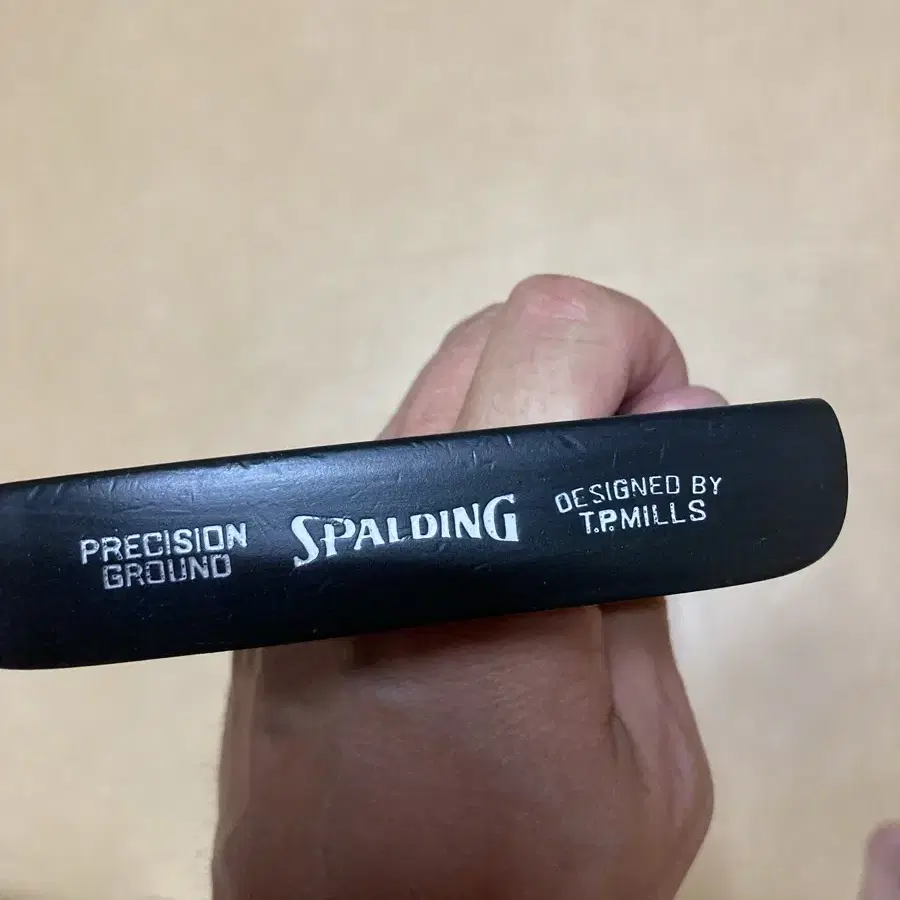 PRECISION
GROUND
SPALDING
DESIGNED BY
T.P.MILLS